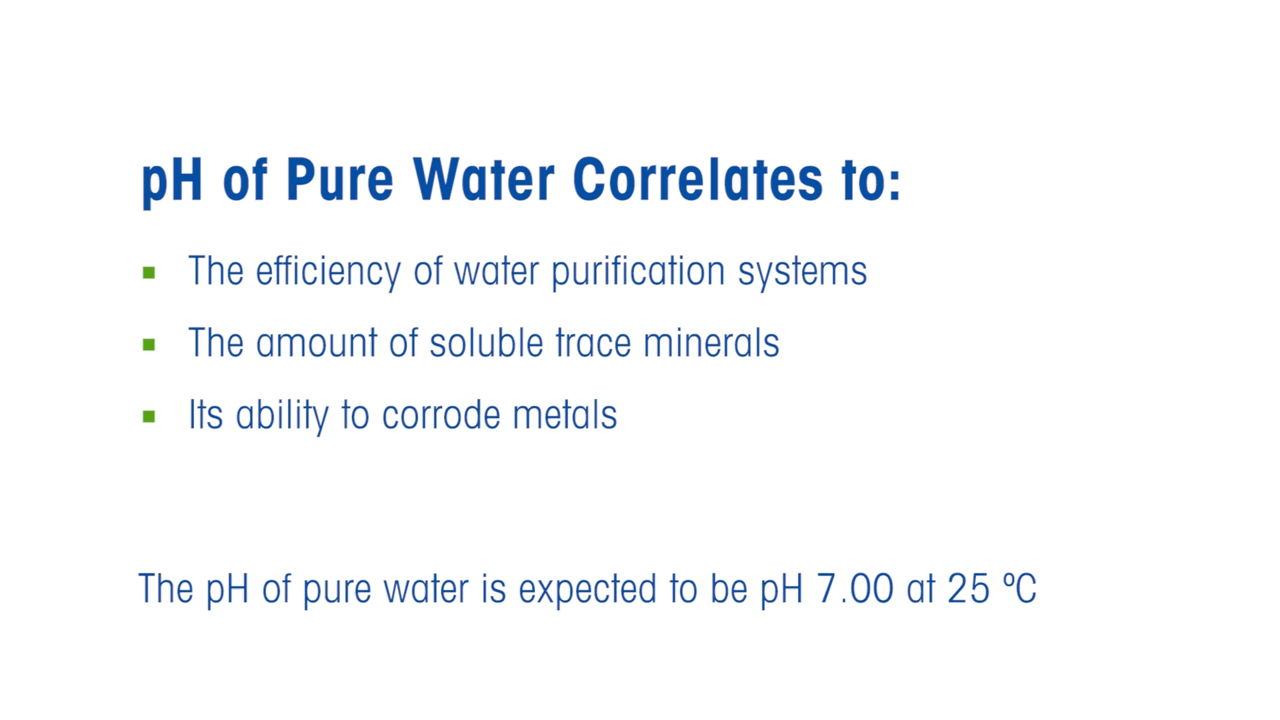 pH of Pure Water Correlates to:
▪ The efficiency of water purification systems
▪ The amount of soluble trace minerals
▪ Its ability to corrode metals
The pH of pure water is expected to be pH 7.00 at 25 ºC